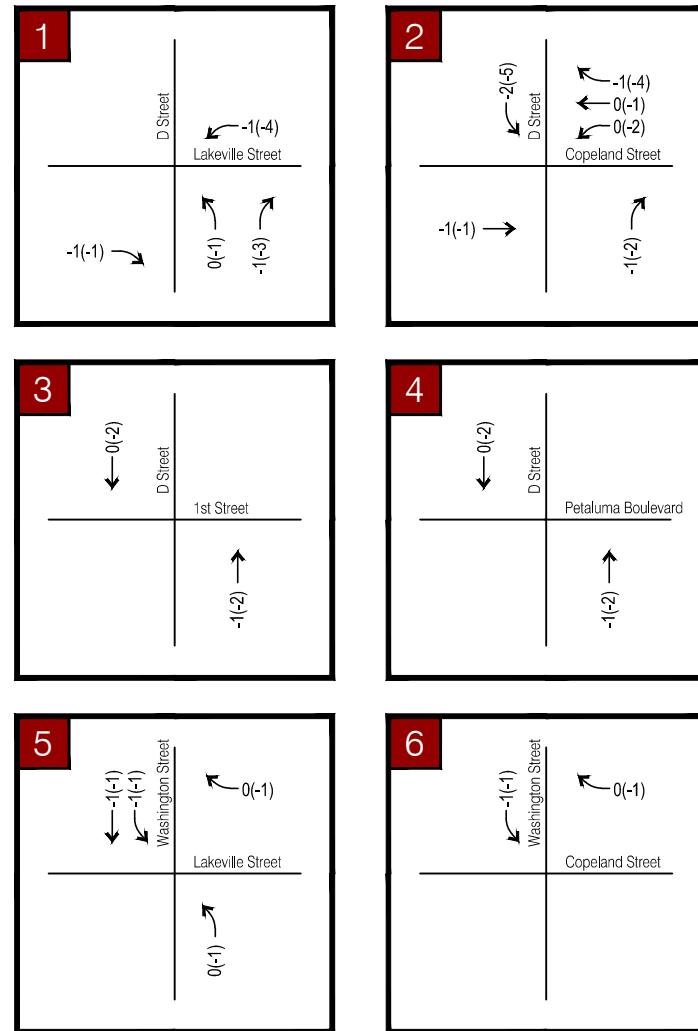 1
D Street
-1(-4)
Lakeville Street
-1(-1)
0(-1)
-1(-3)
2
-2(-5)
D Street
-1(-4)
0(-1)
0(-2)
Copeland Street
-1(-1)
-1(-2)
3
0(-2)
D Street
1st Street
-1(-2)
4
0(-2)
D Street
Petaluma Boulevard
-1(-2)
5
-1(-1)
-1(-1)
Washington Street
0(-1)
Lakeville Street
0(-1)
6
-1(-1)
Washington Street
0(-1)
Copeland Street